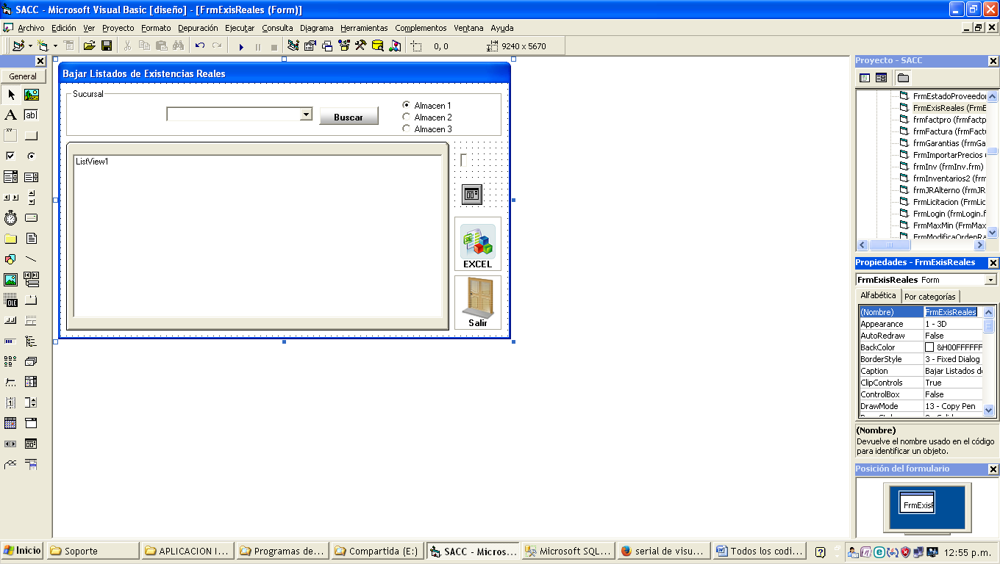 SACC - Microsoft Visual Basic [diseño] - [FrmExisReales (Form)]
Archivo Edición Ver Proyecto Formato Depuración Ejecutar Consulta Diagrama Herramientas Complementos Ventana Ayuda
0, 0 9240 x 5670
General
Bajar Listados de Existencias Reales
Sucursal
Buscar
Almacen 1
Almacen 2
Almacen 3
ListView1
EXCEL
Salir
Proyecto - SACC
FrmEstadoProveedor
FrmExisReales (FrmE
frmfactpro (frmfactp
frmFactura (frmFact
frmGarantias (frmGa
FrmImportarPrecios (
frmInv (frmInv.frm)
frmInventarios2 (frm
frmJRAlterno (frmJR
FrmLicitacion (FrmLic
FrmLogin (frmLogin.f
FrmMaxMin (FrmMax
FrmModificaOrdenRa
Propiedades - FrmExisReales
FrmExisReales Form
Alfabética Por categorías
(Nombre) FrmExisReales
Appearance 1 - 3D
AutoRedraw False
BackColor &H00FFFFFF
BorderStyle 3 - Fixed Dialog
Caption Bajar Listados de
ClipControls True
ControlBox False
DrawMode 13 - Copy Pen
(Nombre)
Devuelve el nombre usado en el código
para identificar un objeto.
Posición del formulario
FrmExisR
Inicio Soporte APLICACION I... Programas de... Compartida (E:) SACC - Micros... Microsoft SQL... serial de visu... Todos los codi... 12:55 p.m.